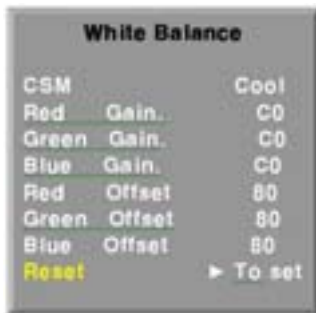 White Balance
CSM Cool
Red Gain. C0
Green Gain. C0
Blue Gain. C0
Red Offset 80
Green Offset 80
Blue Offset 80
Reset ► To set